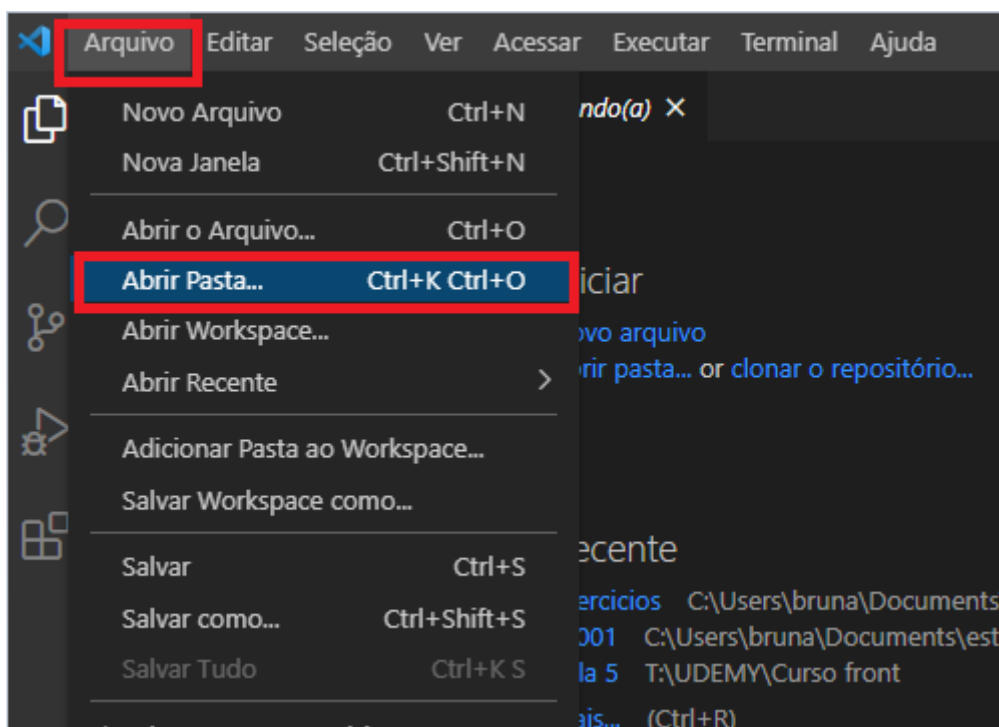 Arquivo Editar Seleção Ver Acessar Executar Terminal Ajuda
ndo(a) ×
Novo Arquivo Ctrl+N
Nova Janela Ctrl+Shift+N
Abrir o Arquivo... Ctrl+O
Abrir Pasta... Ctrl+K Ctrl+O
Abrir Workspace...
Abrir Recente
Adicionar Pasta ao Workspace...
Salvar Workspace como...
Salvar Ctrl+S
Salvar como... Ctrl+Shift+S
Salvar Tudo Ctrl+K S
iciar
ovo arquivo
rir pasta... or clonar o repositório...
ecente
ercicios C:\Users\bruna\Documents
001 C:\Users\bruna\Documents\est
la 5 T:\UDEMY\Curso front
ais... (Ctrl+R)